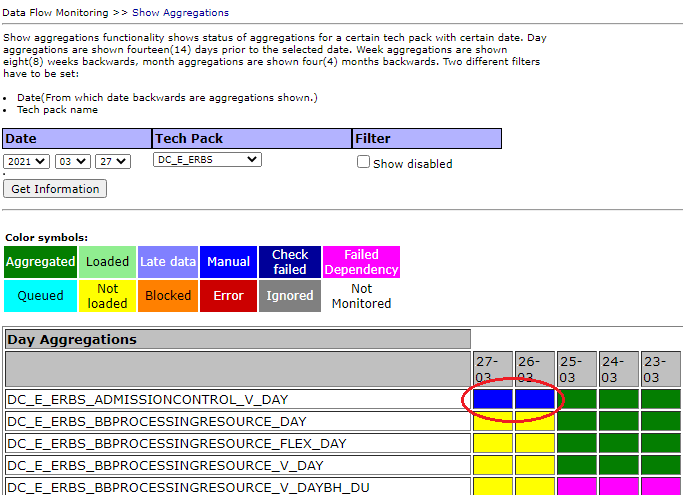 Data Flow Monitoring >> Show Aggregations
Show aggregations functionality shows status of aggregations for a certain tech pack with certain date. Day
aggregations are shown fourteen(14) days prior to the selected date. Week aggregations are shown
eight(8) weeks backwards, month aggregations are shown four(4) months backwards. Two different filters
have to be set:
• Date(From which date backwards are aggregations shown.)
• Tech pack name
Date Tech Pack Filter
2021 03 27 DC_E_ERBS Show disabled
Get Information
Color symbols:
Aggregated Loaded Late data Manual Check failed Failed Dependency
Queued Not loaded Blocked Error Ignored Not Monitored
Day Aggregations
27-03 26-03 25-03 24-03 23-03
DC_E_ERBS_ADMISSIONCONTROL_V_DAY
DC_E_ERBS_BBPROCESSINGRESOURCE_DAY
DC_E_ERBS_BBPROCESSINGRESOURCE_FLEX_DAY
DC_E_ERBS_BBPROCESSINGRESOURCE_V_DAY
DC_E_ERBS_BBPROCESSINGRESOURCE_V_DAYBH_DU